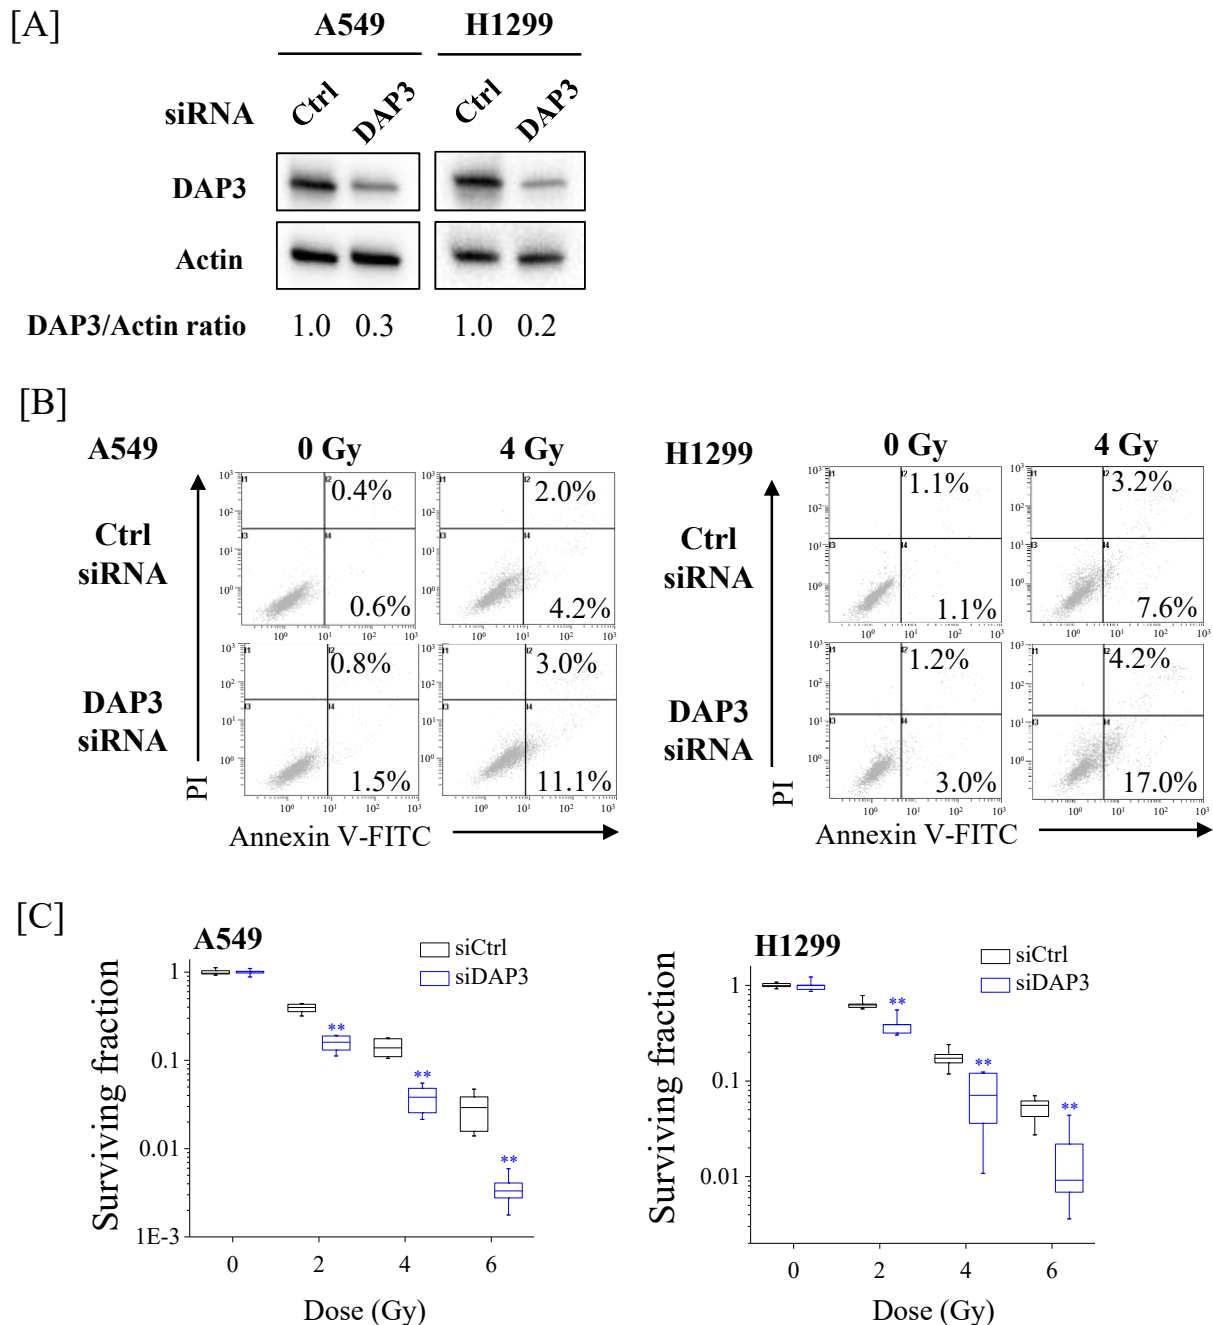 [A]
A549 H1299
siRNA Ctrl DAP3 Ctrl DAP3
DAP3
Actin
DAP3/Actin ratio 1.0 0.3 1.0 0.2
[B]
A549 0 Gy 4 Gy
Ctrl
siRNA
0.4% 2.0%
0.6% 4.2%
DAP3
siRNA
0.8% 3.0%
1.5% 11.1%
PI
Annexin V-FITC
H1299 0 Gy 4 Gy
Ctrl
siRNA
1.1% 3.2%
1.1% 7.6%
DAP3
siRNA
1.2% 4.2%
3.0% 17.0%
PI
Annexin V-FITC
[C]
A549
siCtrl
siDAP3
Surviving fraction
1
0.1
0.01
1E-3
** ** **
0 2 4 6
Dose (Gy)
H1299
siCtrl
siDAP3
Surviving fraction
1
0.1
0.01
** ** **
0 2 4 6
Dose (Gy)